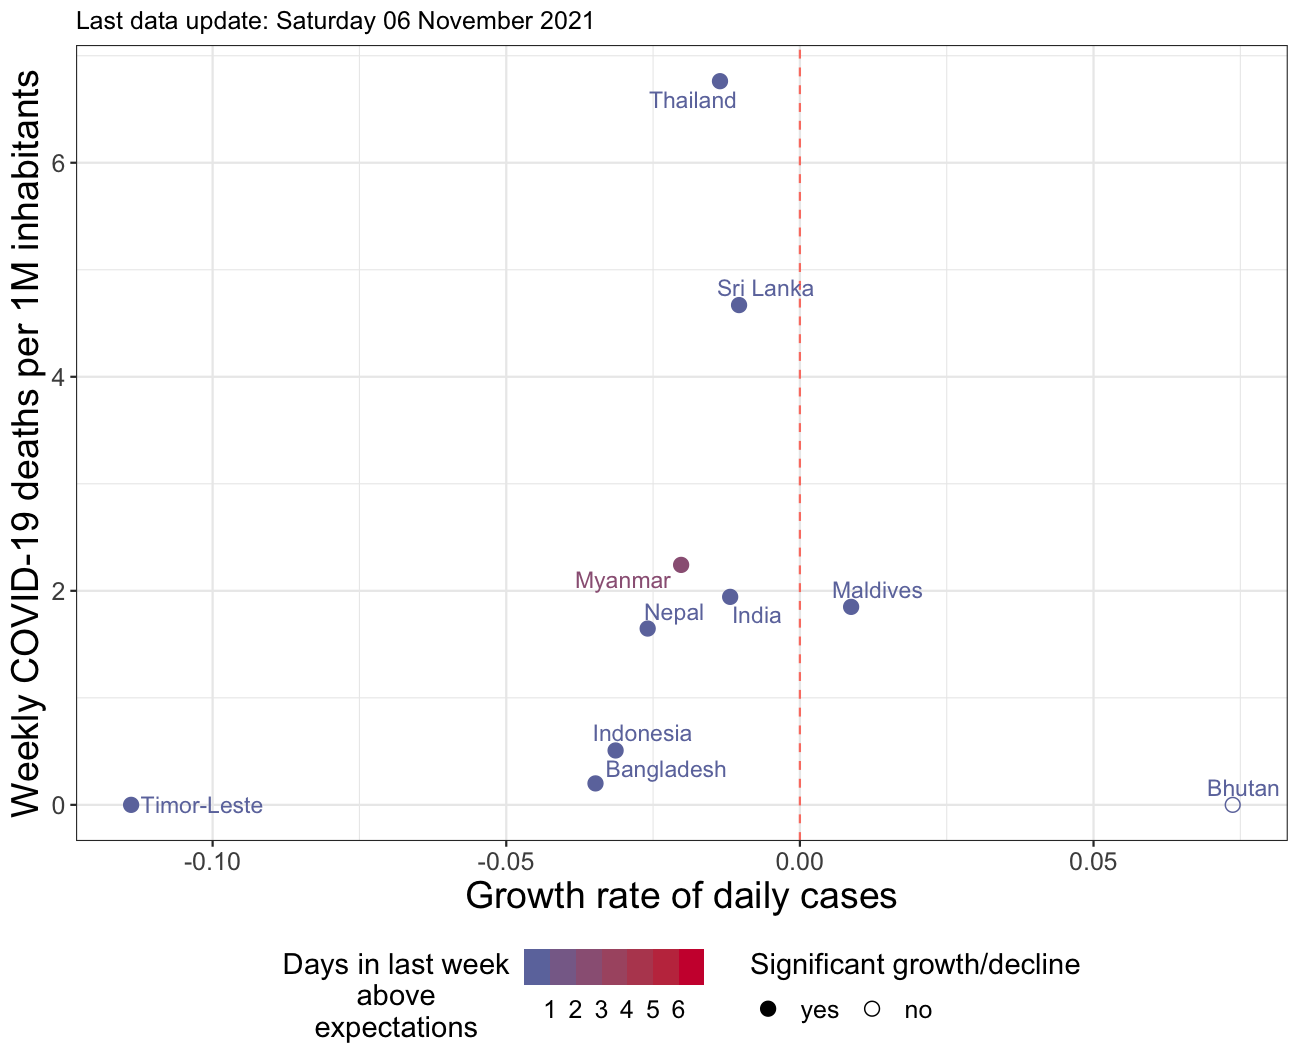 Last data update: Saturday 06 November 2021
Weekly COVID-19 deaths per 1M inhabitants
6
4
2
0
Thailand
Sri Lanka
Myanmar
Maldives
Nepal
India
Indonesia
Bangladesh
Timor-Leste
Bhutan
-0.10
-0.05
0.00
0.05
Growth rate of daily cases
Days in last week
above
expectations
1 2 3 4 5 6
Significant growth/decline
yes
no